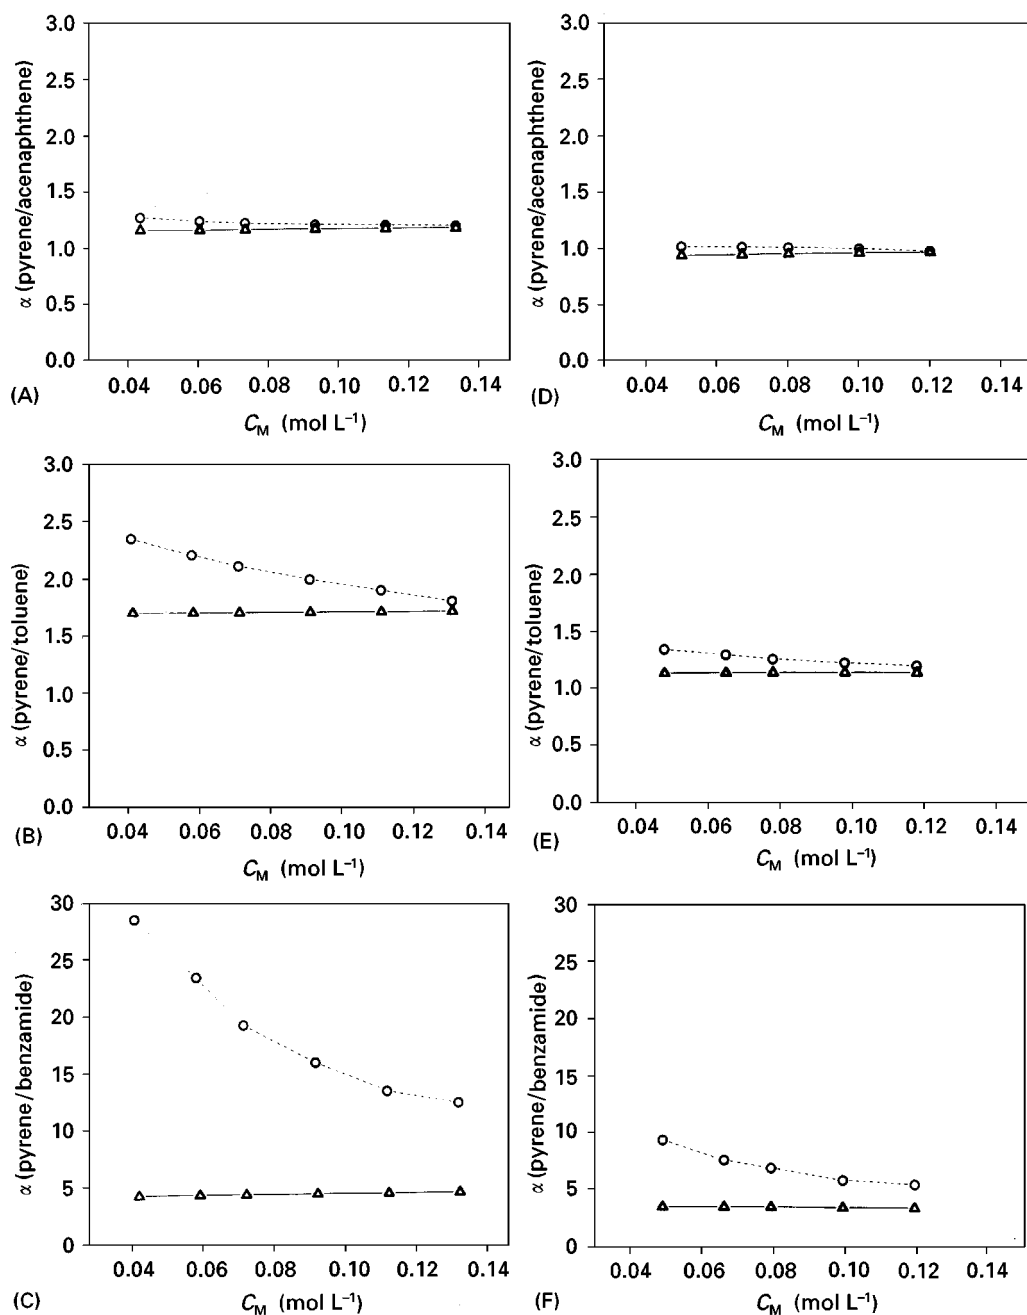 3.0
2.5
2.0
1.5
1.0
0.5
0.0
α (pyrene/acenaphthene)
0.04 0.06 0.08 0.10 0.12 0.14
(A)
C_M (mol L⁻¹)
3.0
2.5
2.0
1.5
1.0
0.5
0.0
α (pyrene/acenaphthene)
0.04 0.06 0.08 0.10 0.12 0.14
(D)
C_M (mol L⁻¹)
3.0
2.5
2.0
1.5
1.0
0.5
0.0
α (pyrene/toluene)
0.04 0.06 0.08 0.10 0.12 0.14
(B)
C_M (mol L⁻¹)
3.0
2.5
2.0
1.5
1.0
0.5
0.0
α (pyrene/toluene)
0.04 0.06 0.08 0.10 0.12 0.14
(E)
C_M (mol L⁻¹)
30
25
20
15
10
5
0
α (pyrene/benzamide)
0.04 0.06 0.08 0.10 0.12 0.14
(C)
C_M (mol L⁻¹)
30
25
20
15
10
5
0
α (pyrene/benzamide)
0.04 0.06 0.08 0.10 0.12 0.14
(F)
C_M (mol L⁻¹)